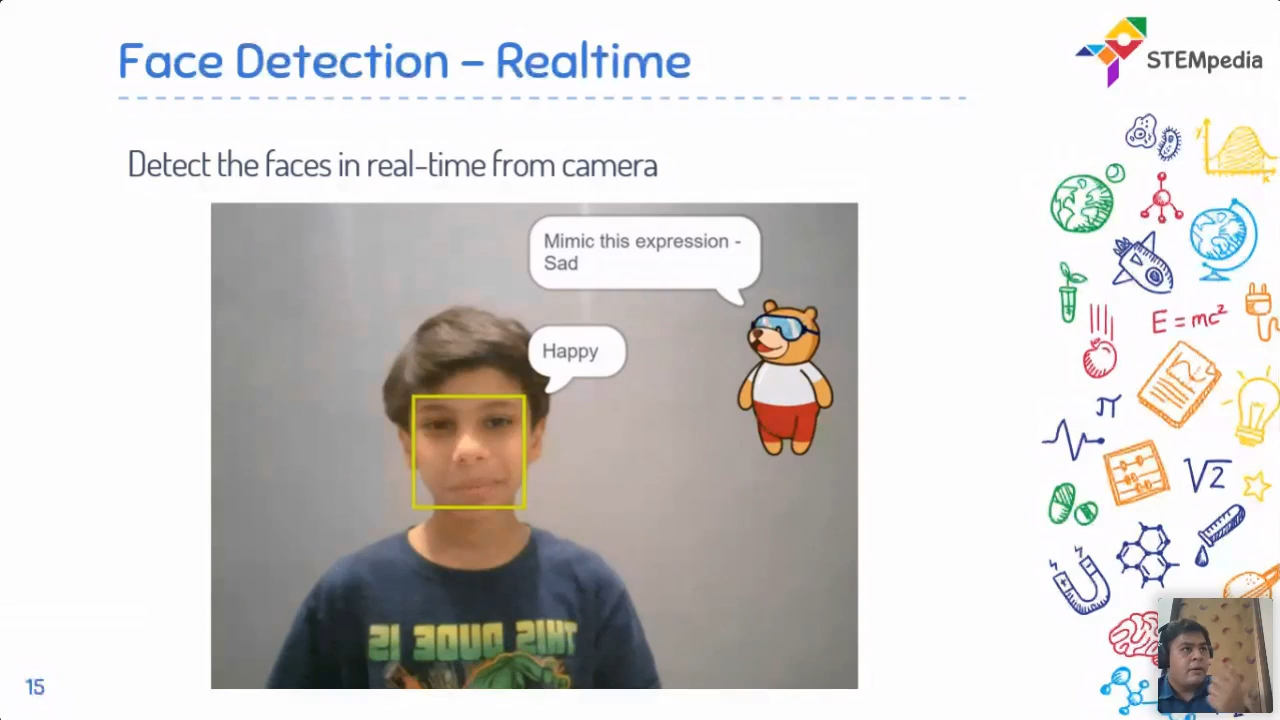 Face Detection – Realtime
STEMpedia
Detect the faces in real-time from camera
Mimic this expression -
Sad
Happy
THIS DUDE IS
E = mc²
π
√2
y
x
15